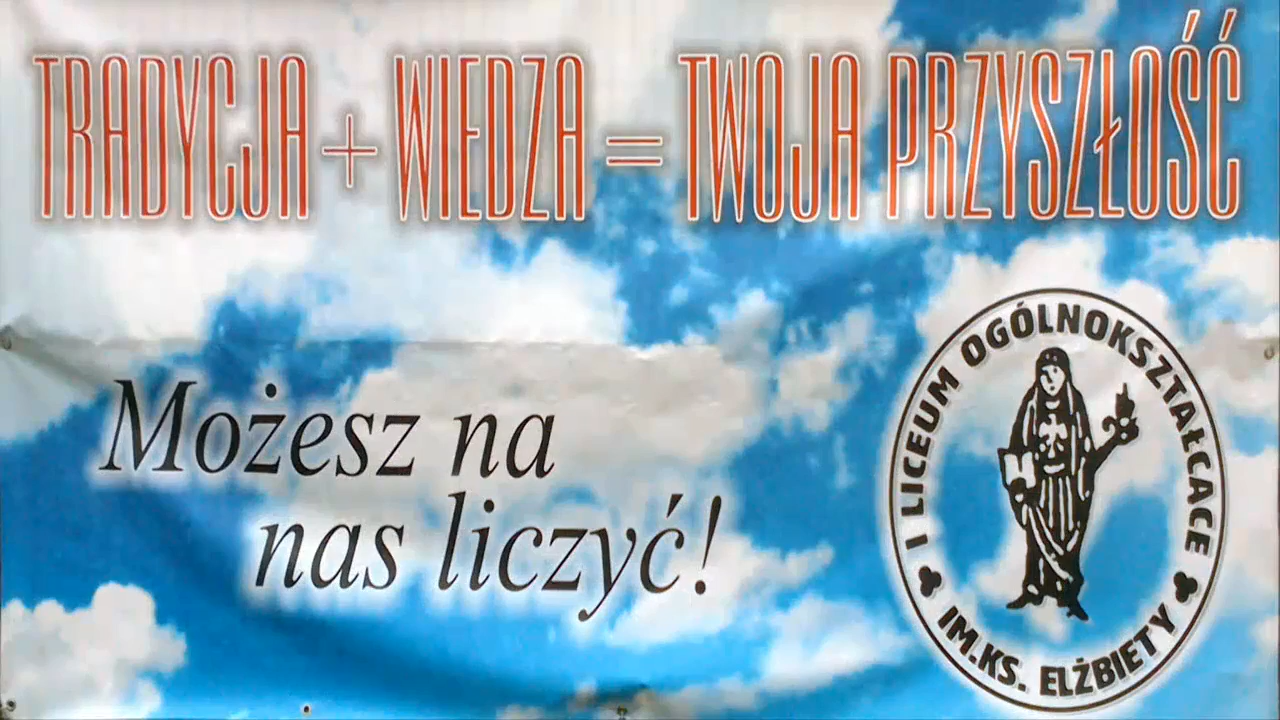 TRADYCJA + WIEDZA = TWOJA PRZYSZŁOŚĆ
Możesz na
nas liczyć!
I LICEUM OGÓLNOKSZTAŁCĄCE
IM.KS. ELŻBIETY